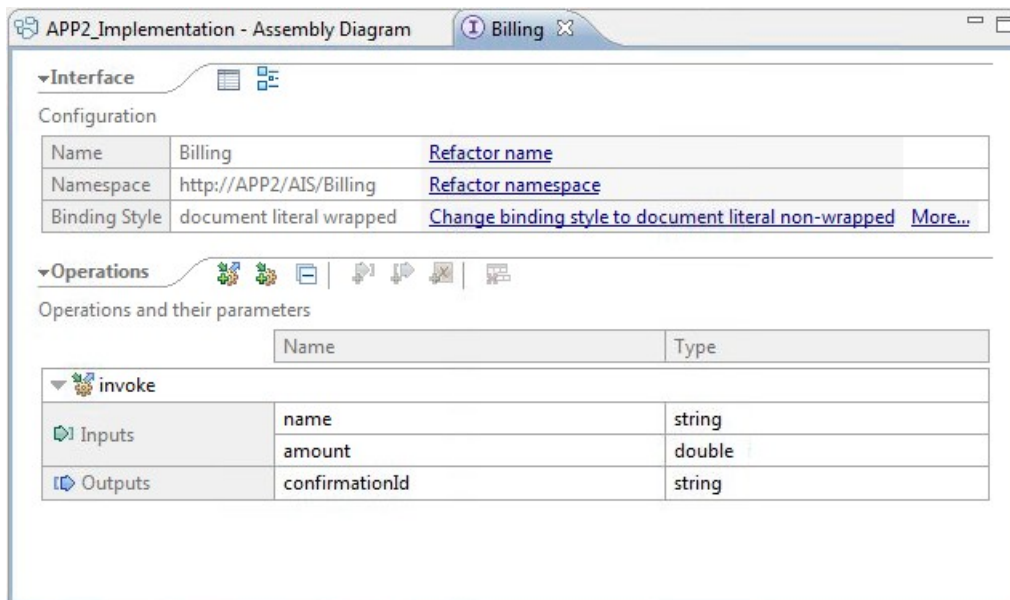 APP2_Implementation - Assembly Diagram Billing
Interface
Configuration
Name Billing Refactor name
Namespace http://APP2/AIS/Billing Refactor namespace
Binding Style document literal wrapped Change binding style to document literal non-wrapped More...
Operations
Operations and their parameters
Name Type
invoke
Inputs name string
amount double
Outputs confirmationId string